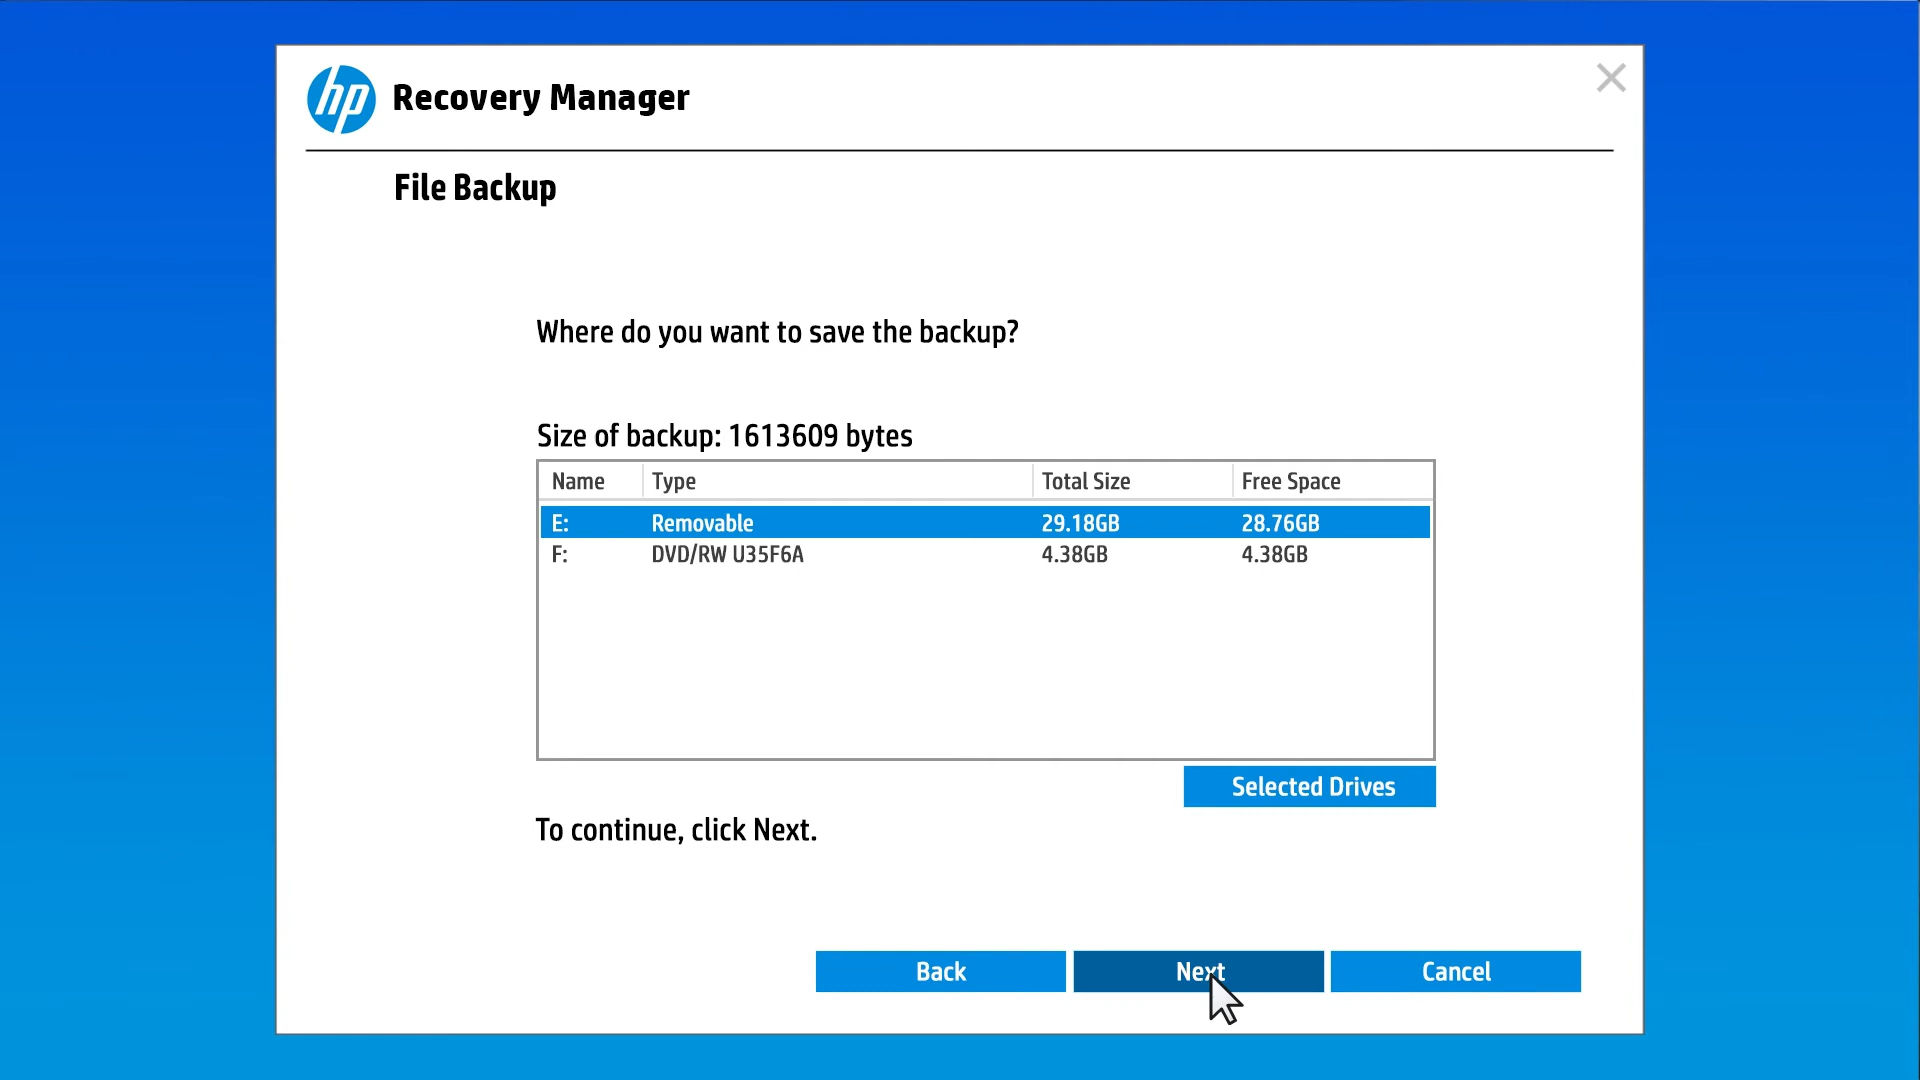 hp Recovery Manager
File Backup
Where do you want to save the backup?
Size of backup: 1613609 bytes
Name Type Total Size Free Space
E: Removable 29.18GB 28.76GB
F: DVD/RW U35F6A 4.38GB 4.38GB
Selected Drives
To continue, click Next.
Back Next Cancel